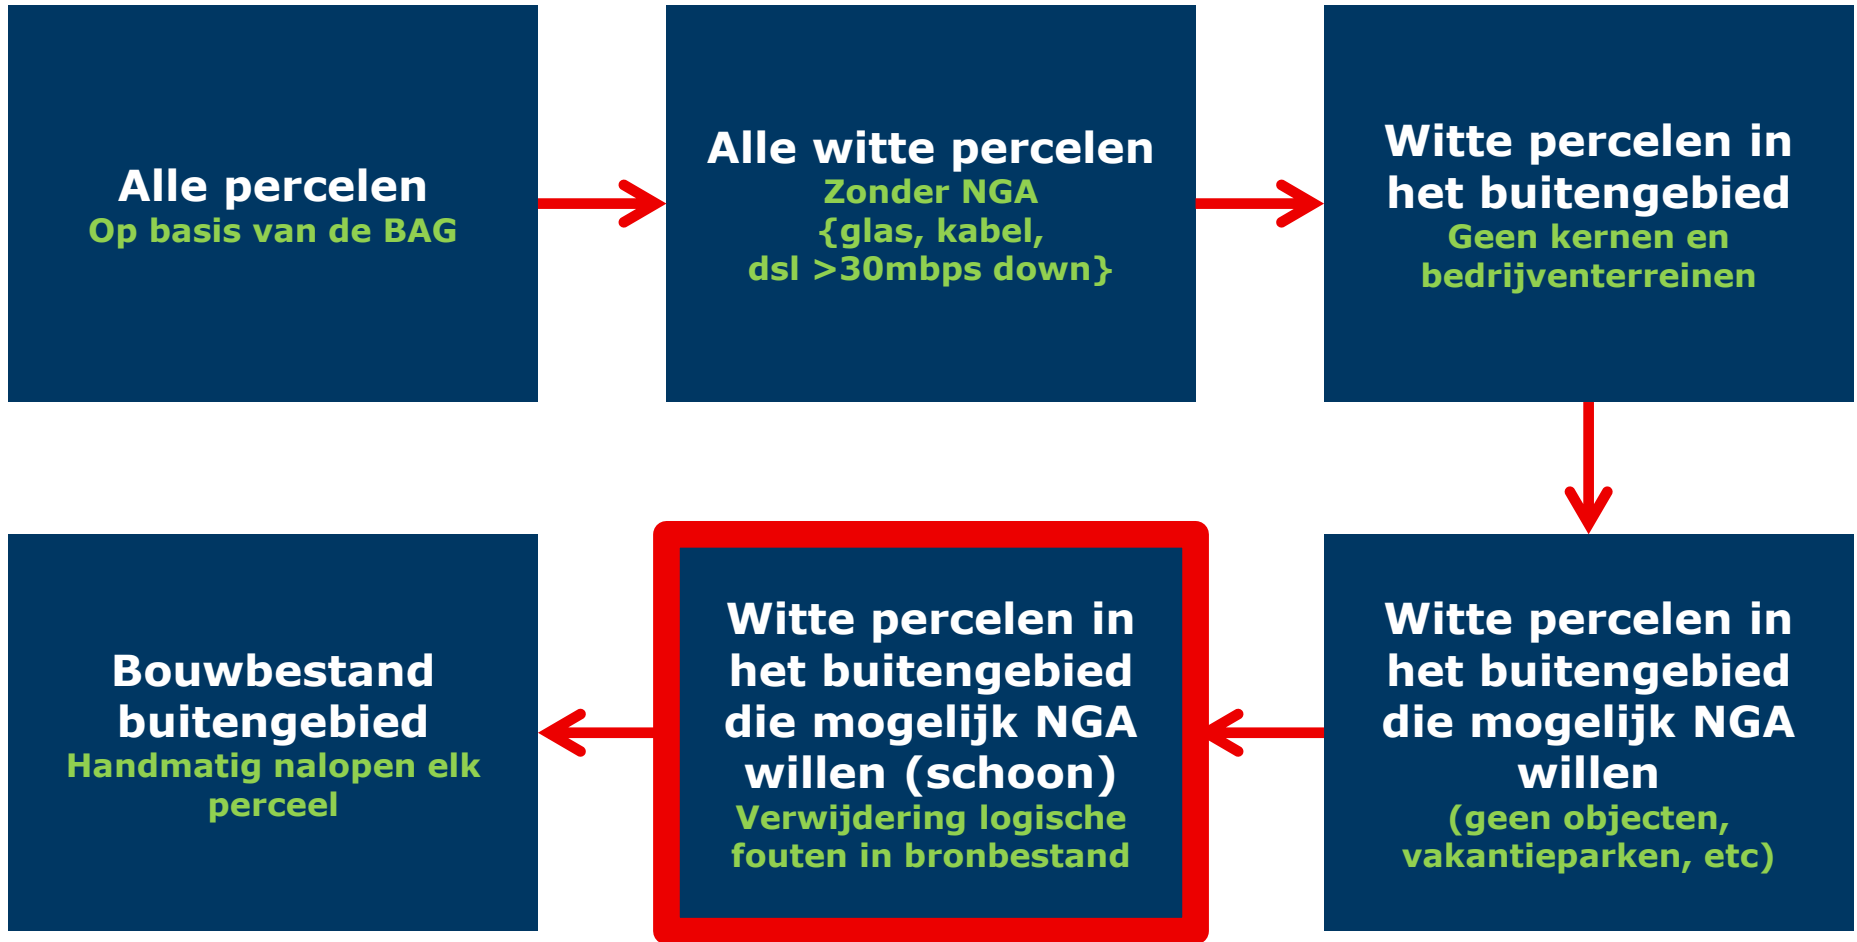 Alle percelen
Op basis van de BAG
Alle witte percelen
Zonder NGA
{glas, kabel,
dsl >30mbps down}
Witte percelen in
het buitengebied
Geen kernen en
bedrijventerreinen
Witte percelen in
het buitengebied
die mogelijk NGA
willen
(geen objecten,
vakantieparken, etc)
Witte percelen in
het buitengebied
die mogelijk NGA
willen (schoon)
Verwijdering logische
fouten in bronbestand
Bouwbestand
buitengebied
Handmatig nalopen elk
perceel